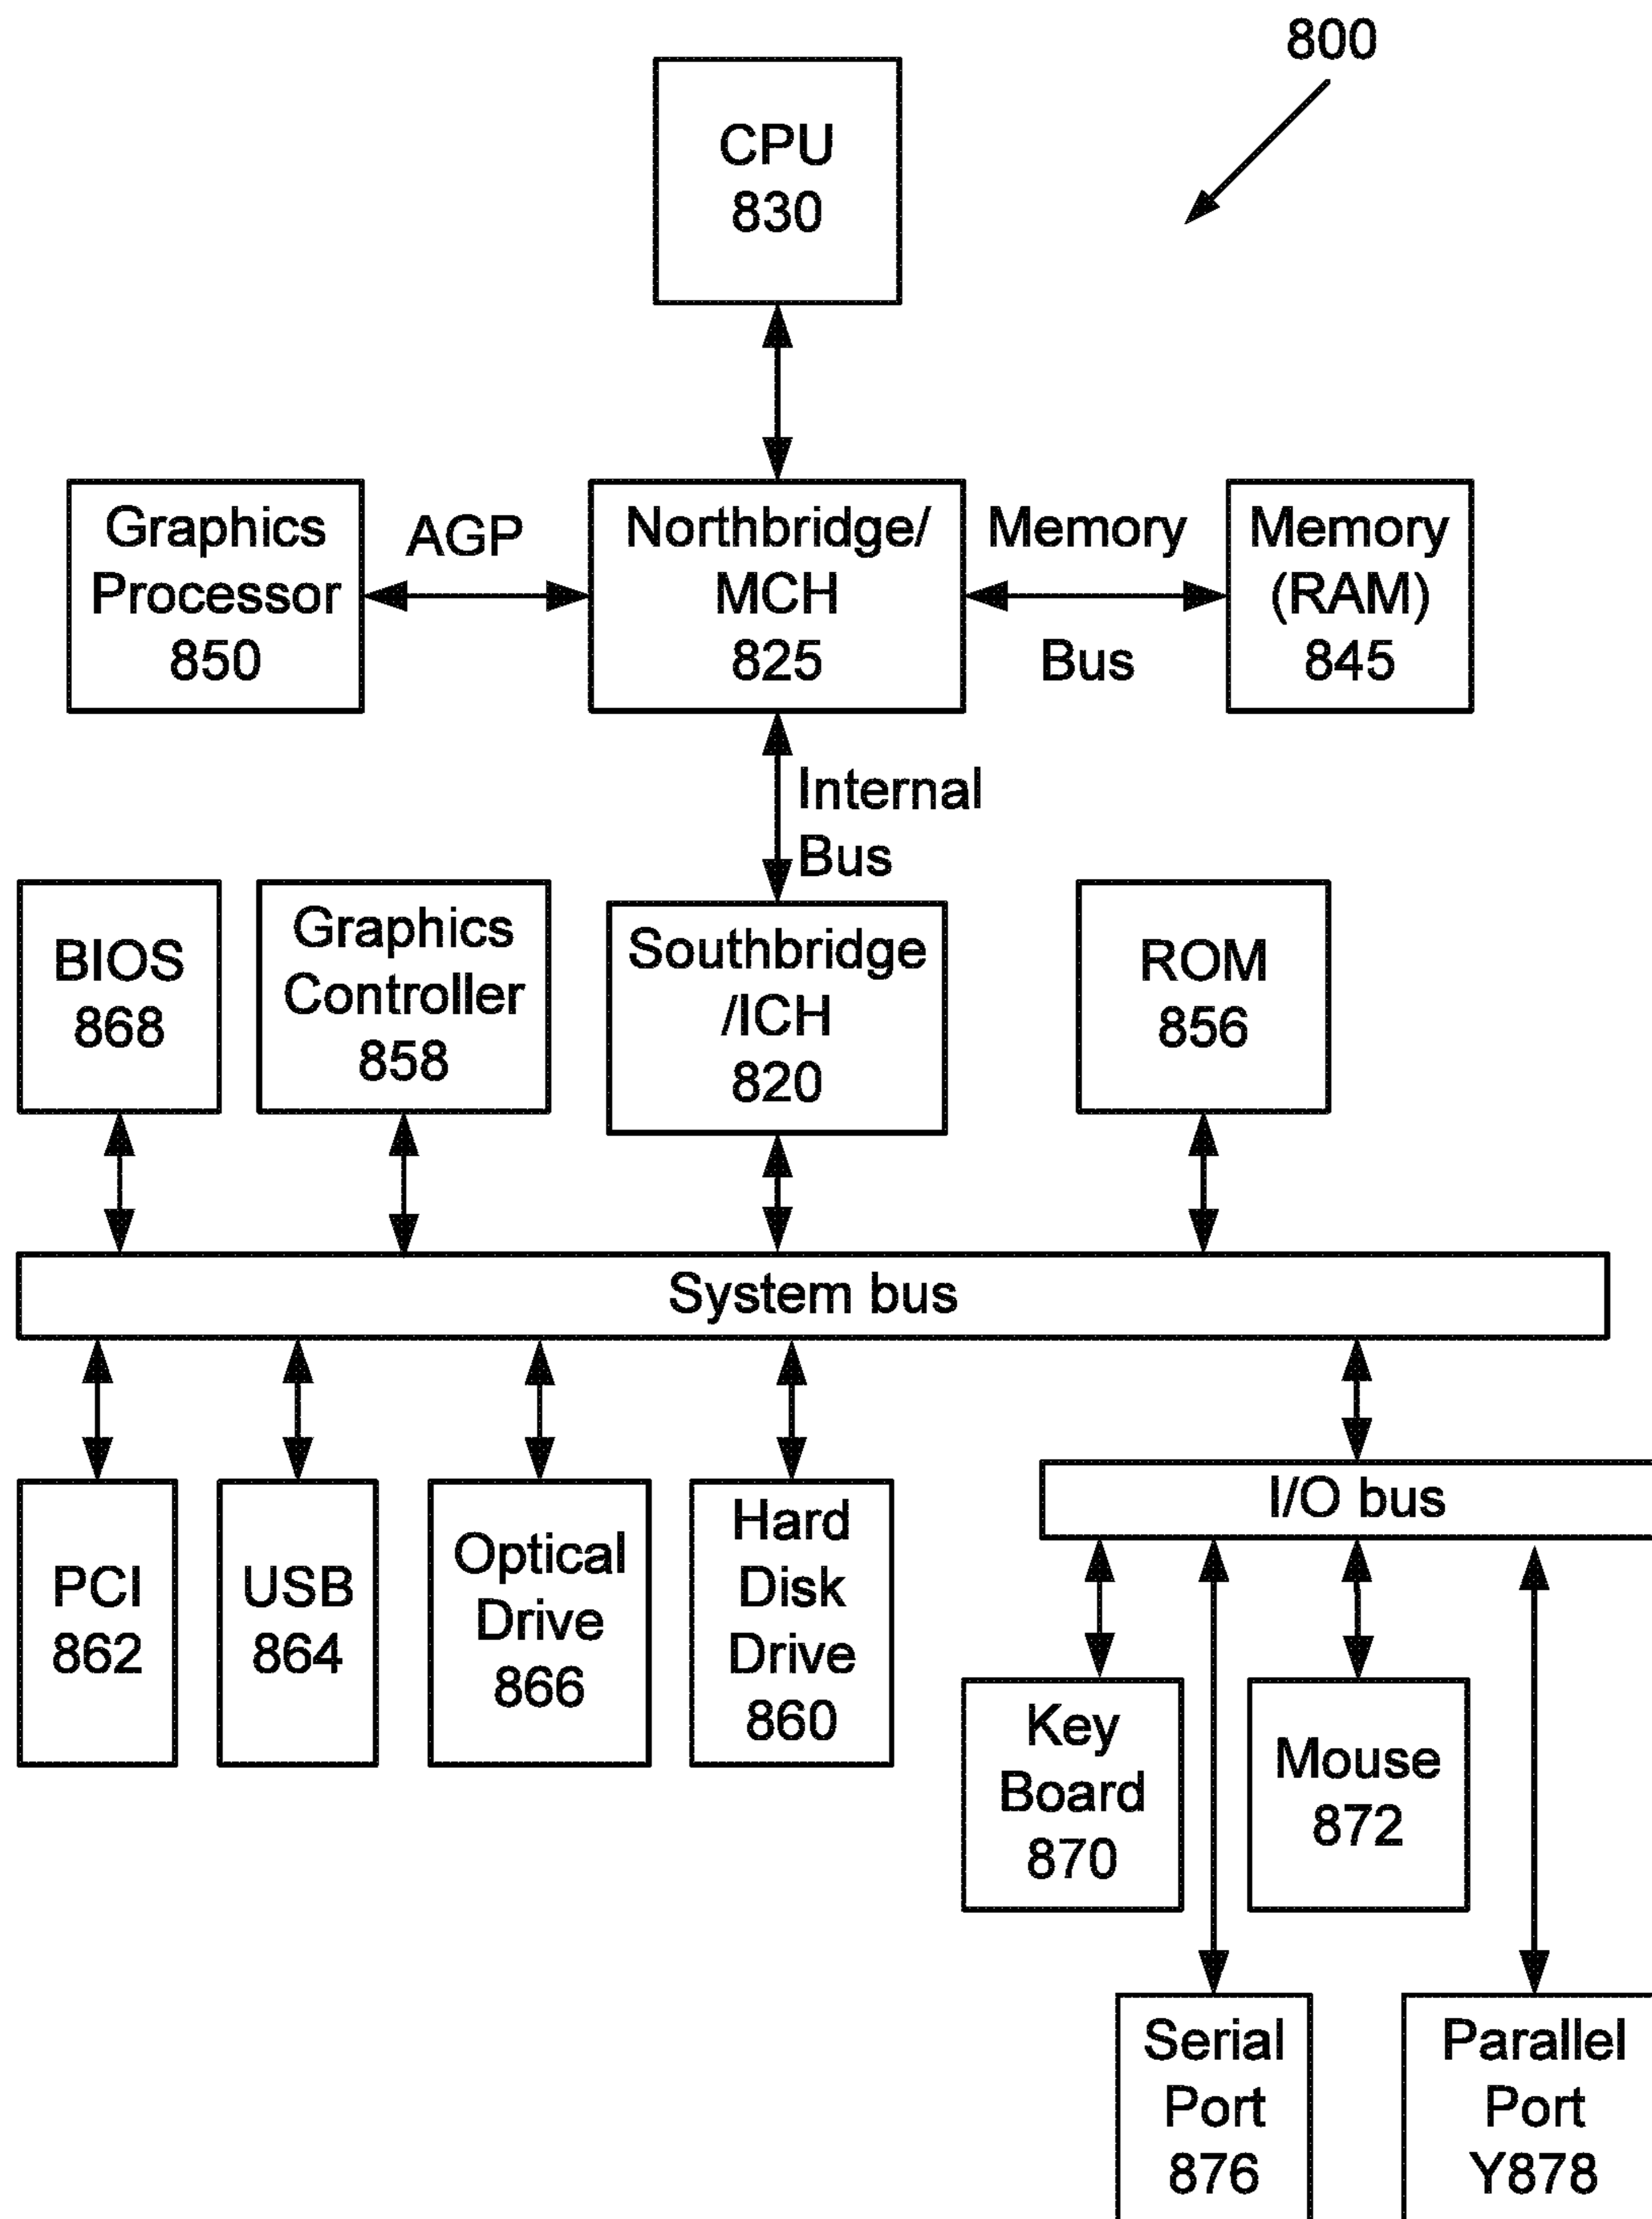 800
CPU
830
Graphics
Processor
850
AGP
Northbridge/
MCH
825
Memory
Bus
Memory
(RAM)
845
Internal
Bus
BIOS
868
Graphics
Controller
858
Southbridge
/ICH
820
ROM
856
System bus
PCI
862
USB
864
Optical
Drive
866
Hard
Disk
Drive
860
I/O bus
Key
Board
870
Mouse
872
Serial
Port
876
Parallel
Port
Y878